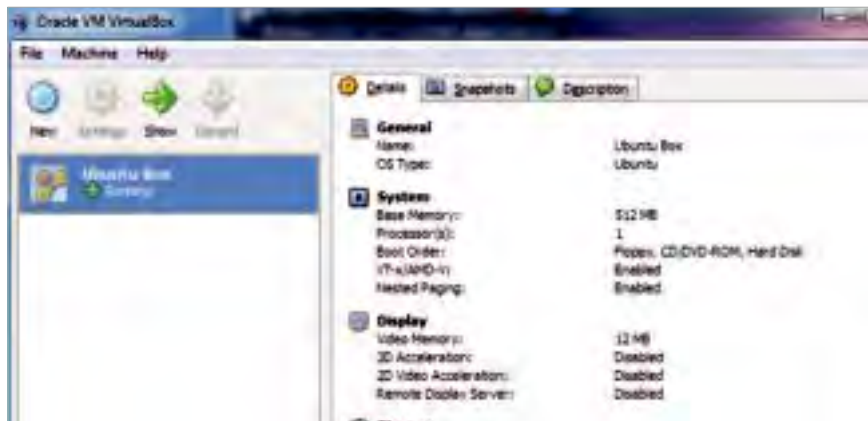 Oracle VM VirtualBox
File Machine Help
New Settings Show Discard
Ubuntu Box
Running
Details Snapshots Description
General
Name: Ubuntu Box
OS Type: Ubuntu
System
Base Memory: 512 MB
Processor(s): 1
Boot Order: Floppy, CD/DVD-ROM, Hard Disk
VT-x/AMD-V: Enabled
Nested Paging: Enabled
Display
Video Memory: 12 MB
3D Acceleration: Disabled
2D Video Acceleration: Disabled
Remote Display Server: Disabled